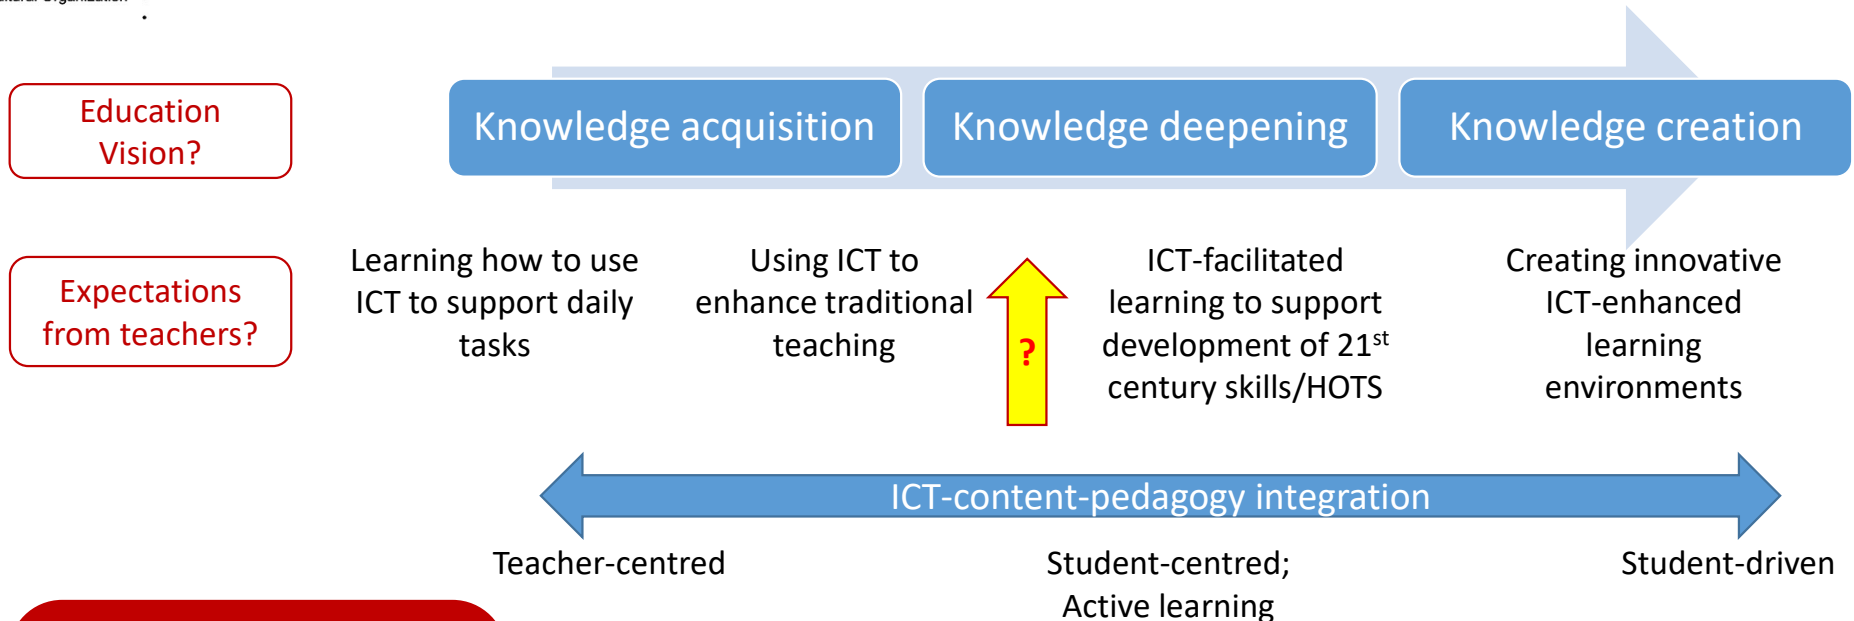 Organization
Education
Vision?
Knowledge acquisition
Knowledge deepening
Knowledge creation
Expectations
from teachers?
Learning how to use
ICT to support daily
tasks
Using ICT to
enhance traditional
teaching
?
ICT-facilitated
learning to support
development of 21st
century skills/HOTS
Creating innovative
ICT-enhanced
learning
environments
ICT-content-pedagogy integration
Teacher-centred
Student-centred;
Active learning
Student-driven